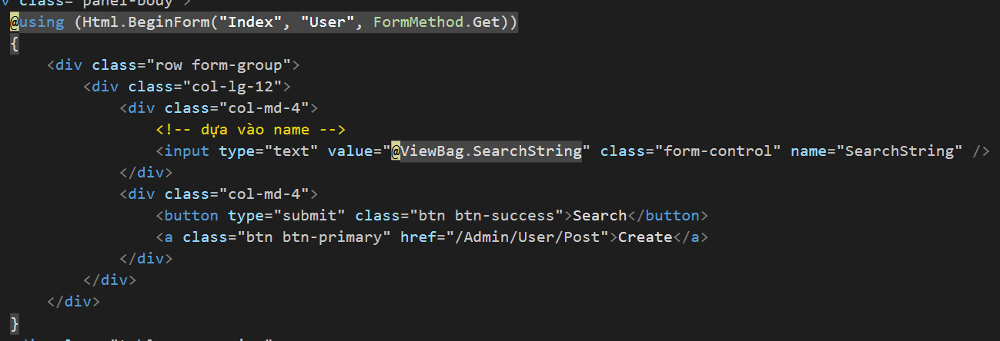 v class="panel-body">
@using (Html.BeginForm("Index", "User", FormMethod.Get))
{
<div class="row form-group">
<div class="col-lg-12">
<div class="col-md-4">
<!-- dựa vào name -->
<input type="text" value="@ViewBag.SearchString" class="form-control" name="SearchString" />
</div>
<div class="col-md-4">
<button type="submit" class="btn btn-success">Search</button>
<a class="btn btn-primary" href="/Admin/User/Post">Create</a>
</div>
</div>
</div>
}